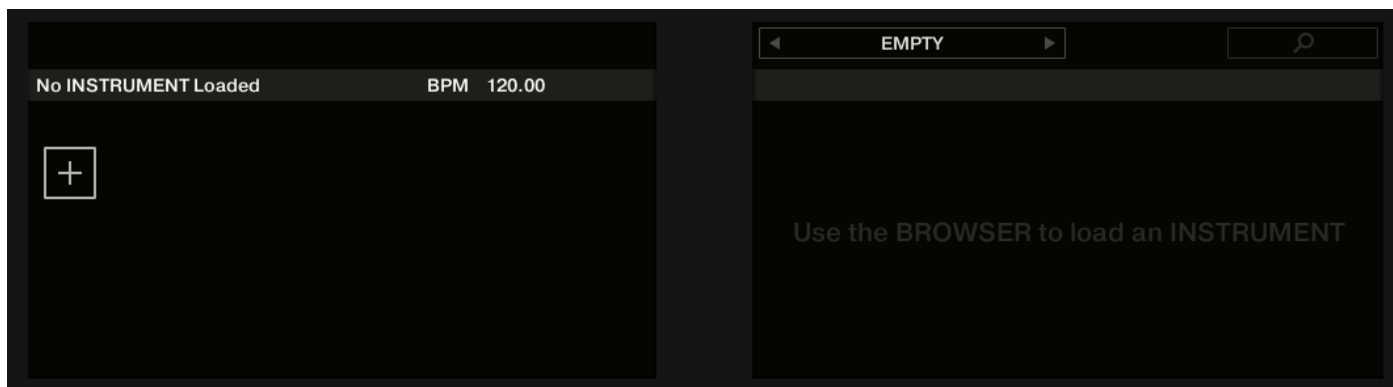 EMPTY
No INSTRUMENT Loaded BPM 120.00
Use the BROWSER to load an INSTRUMENT